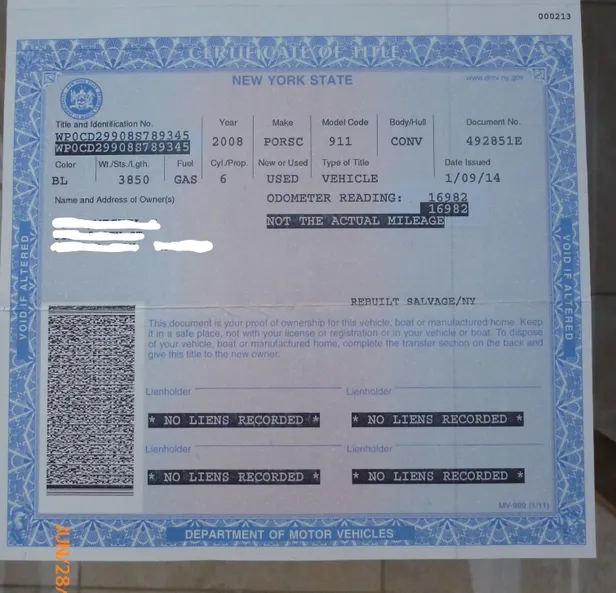 000213
CERTIFICATE OF TITLE
NEW YORK STATE
www.dmv.ny.gov
Title and Identification No. Year Make Model Code Body/Hull Document No.
WP0CD29908S789345
WP0CD29908S789345 2008 PORSC 911 CONV 492851E
Color Wt./Sts./Lgth. Fuel Cyl./Prop. New or Used Type of Title Date Issued
BL 3850 GAS 6 USED VEHICLE 1/09/14
Name and Address of Owner(s)
ODOMETER READING: 16982
16982
NOT THE ACTUAL MILEAGE
VOID IF ALTERED
VOID IF ALTERED
REBUILT SALVAGE/NY
This document is your proof of ownership for this vehicle, boat or manufactured home. Keep
it in a safe place, not with your license or registration or in your vehicle or boat. To dispose
of your vehicle, boat or manufactured home, complete the transfer section on the back and
give this title to the new owner.
Lienholder Lienholder
* NO LIENS RECORDED * * NO LIENS RECORDED *
Lienholder Lienholder
* NO LIENS RECORDED * * NO LIENS RECORDED *
MV-999 (1/11)
DEPARTMENT OF MOTOR VEHICLES
JUN/28/